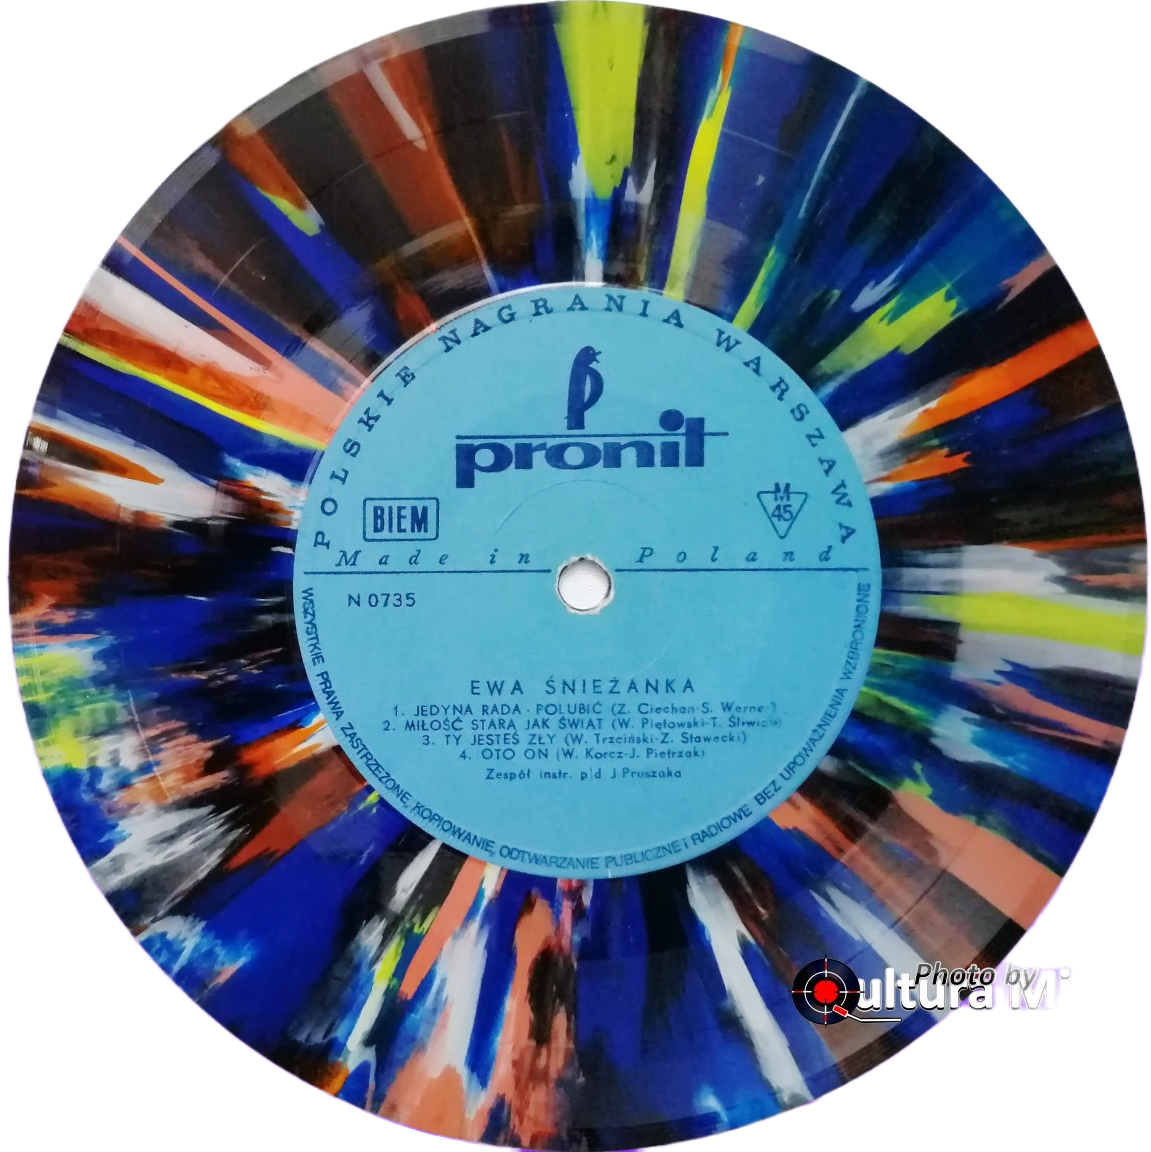 POLSKIE NAGRANIA WARSZAWA
pronit
BIEM
M
45
Made in Poland
N 0735
EWA ŚNIEŻANKA
1. JEDYNA RADA - POLUBIĆ (Z. Ciechan-S. Werner)
2. MIŁOŚĆ STARA JAK ŚWIAT (W. Piętowski-T. Śliwiak)
3. TY JESTEŚ ZŁY (W. Trzciński-Z. Stawecki)
4. OTO ON (W. Korcz-J. Pietrzak)
Zespół instr. p/d J Pruszaka
WSZYSTKIE PRAWA ZASTRZEŻONE, KOPIOWANIE, ODTWARZANIE PUBLICZNE i RADIOWE BEZ UPOWAŻNIENIA WZBRONIONE
Photo by
Qultura M